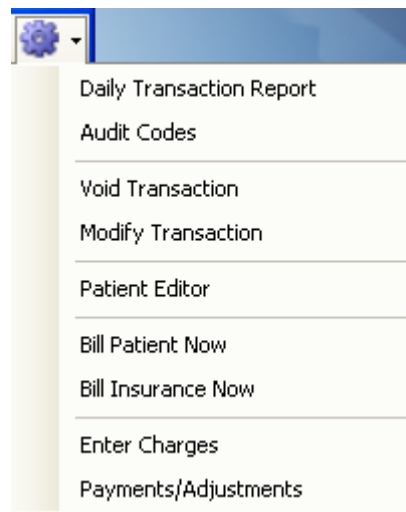 Daily Transaction Report
Audit Codes
Void Transaction
Modify Transaction
Patient Editor
Bill Patient Now
Bill Insurance Now
Enter Charges
Payments/Adjustments